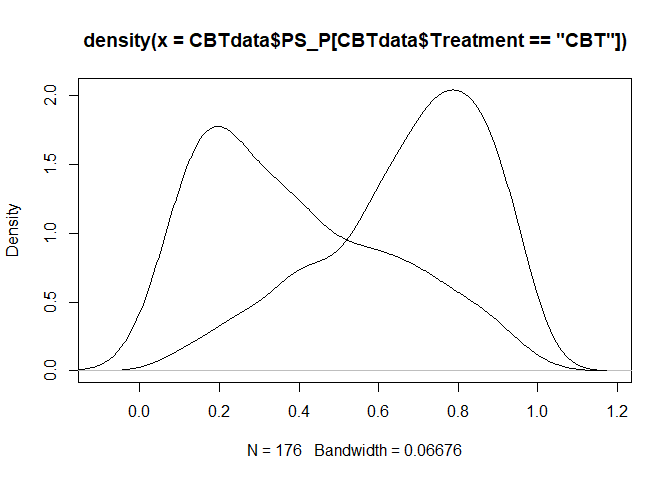 density(x = CBTdata$PS_P[CBTdata$Treatment == "CBT"])
Density
2.0
1.5
1.0
0.5
0.0
0.0 0.2 0.4 0.6 0.8 1.0 1.2
N = 176 Bandwidth = 0.06676